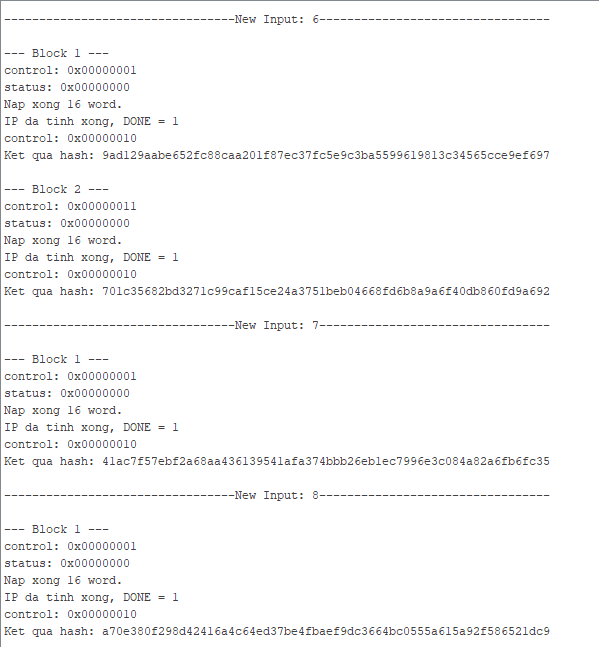 ---------------------------------New Input: 6---------------------------------
--- Block 1 ---
control: 0x00000001
status: 0x00000000
Nap xong 16 word.
IP da tinh xong, DONE = 1
control: 0x00000010
Ket qua hash: 9ad129aabe652fc88caa201f87ec37fc5e9c3ba5599619813c34565cce9ef697
--- Block 2 ---
control: 0x00000011
status: 0x00000000
Nap xong 16 word.
IP da tinh xong, DONE = 1
control: 0x00000010
Ket qua hash: 701c35682bd3271c99caf15ce24a3751beb04668fd6b8a9a6f40db860fd9a692
---------------------------------New Input: 7---------------------------------
--- Block 1 ---
control: 0x00000001
status: 0x00000000
Nap xong 16 word.
IP da tinh xong, DONE = 1
control: 0x00000010
Ket qua hash: 41ac7f57ebf2a68aa436139541afa374bbb26eb1ec7996e3c084a82a6fb6fc35
---------------------------------New Input: 8---------------------------------
--- Block 1 ---
control: 0x00000001
status: 0x00000000
Nap xong 16 word.
IP da tinh xong, DONE = 1
control: 0x00000010
Ket qua hash: a70e380f298d42416a4c64ed37be4fbaef9dc3664bc0555a615a92f586521dc9